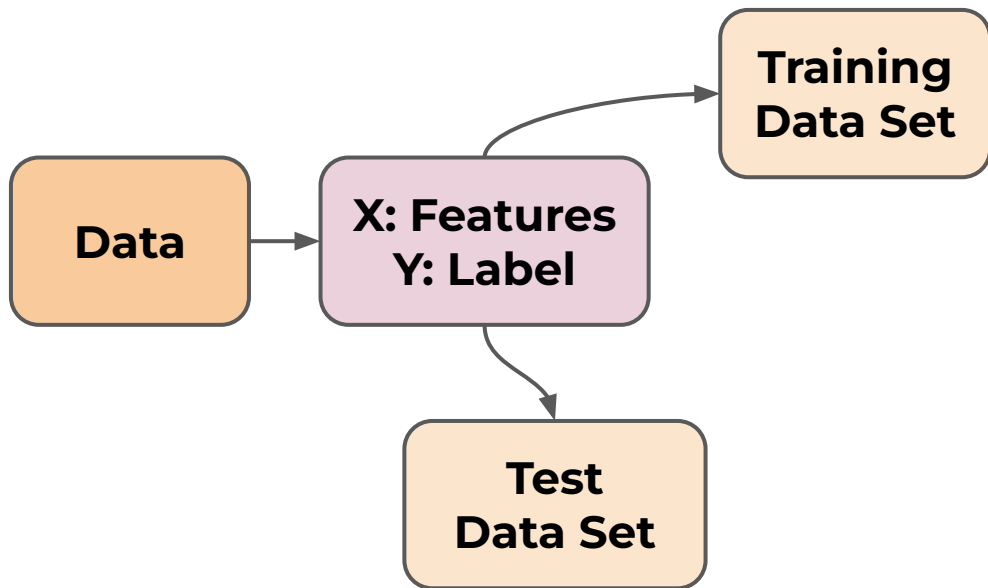 Data
X: Features
Y: Label
Training
Data Set
Test
Data Set